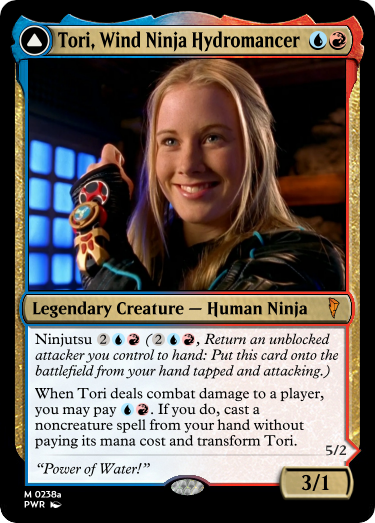 Tori, Wind Ninja Hydromancer
Legendary Creature — Human Ninja
Ninjutsu 2 (2, Return an unblocked
attacker you control to hand: Put this card onto the
battlefield from your hand tapped and attacking.)
When Tori deals combat damage to a player,
you may pay . If you do, cast a
noncreature spell from your hand without
paying its mana cost and transform Tori.
5/2
“Power of Water!”
3/1
M 0238a
PWR